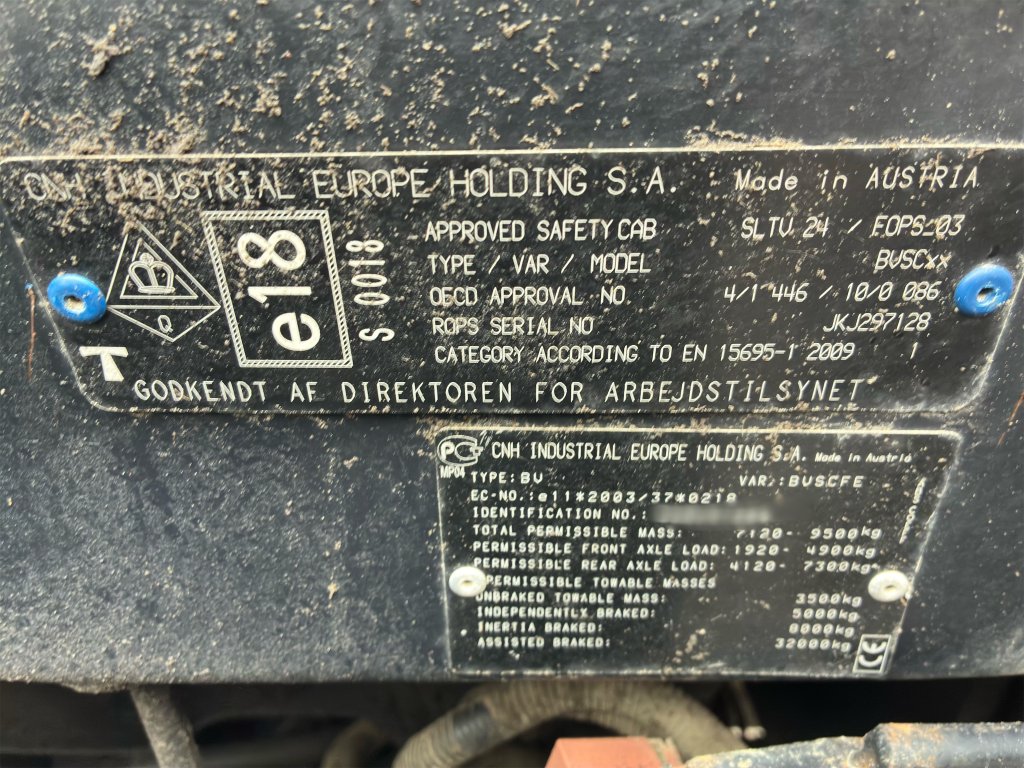 CNH INDUSTRIAL EUROPE HOLDING S.A. Made in AUSTRIA
e18
S 0018
Q
APPROVED SAFETY CAB SLTV 24 / FOPS 03
TYPE / VAR / MODEL BVSCxx
OECD APPROVAL NO. 4/1 446 / 10/0 086
ROPS SERIAL NO JKJ297128
CATEGORY ACCORDING TO EN 15695-1 2009 1
GODKENDT AF DIREKTOREN FOR ARBEJDSTILSYNET
CNH INDUSTRIAL EUROPE HOLDING S.A. Made in Austria
MP04
TYPE: BV VAR.: BVSCFE
EC-NO.: e11*2003/37*0218
IDENTIFICATION NO.:
TOTAL PERMISSIBLE MASS: 7120- 9500kg
PERMISSIBLE FRONT AXLE LOAD: 1920- 4900kg
PERMISSIBLE REAR AXLE LOAD: 4120- 7300kg
PERMISSIBLE TOWABLE MASSES
UNBRAKED TOWABLE MASS: 3500kg
INDEPENDENTLY BRAKED: 5000kg
INERTIA BRAKED: 8000kg
ASSISTED BRAKED: 32000kg
CE